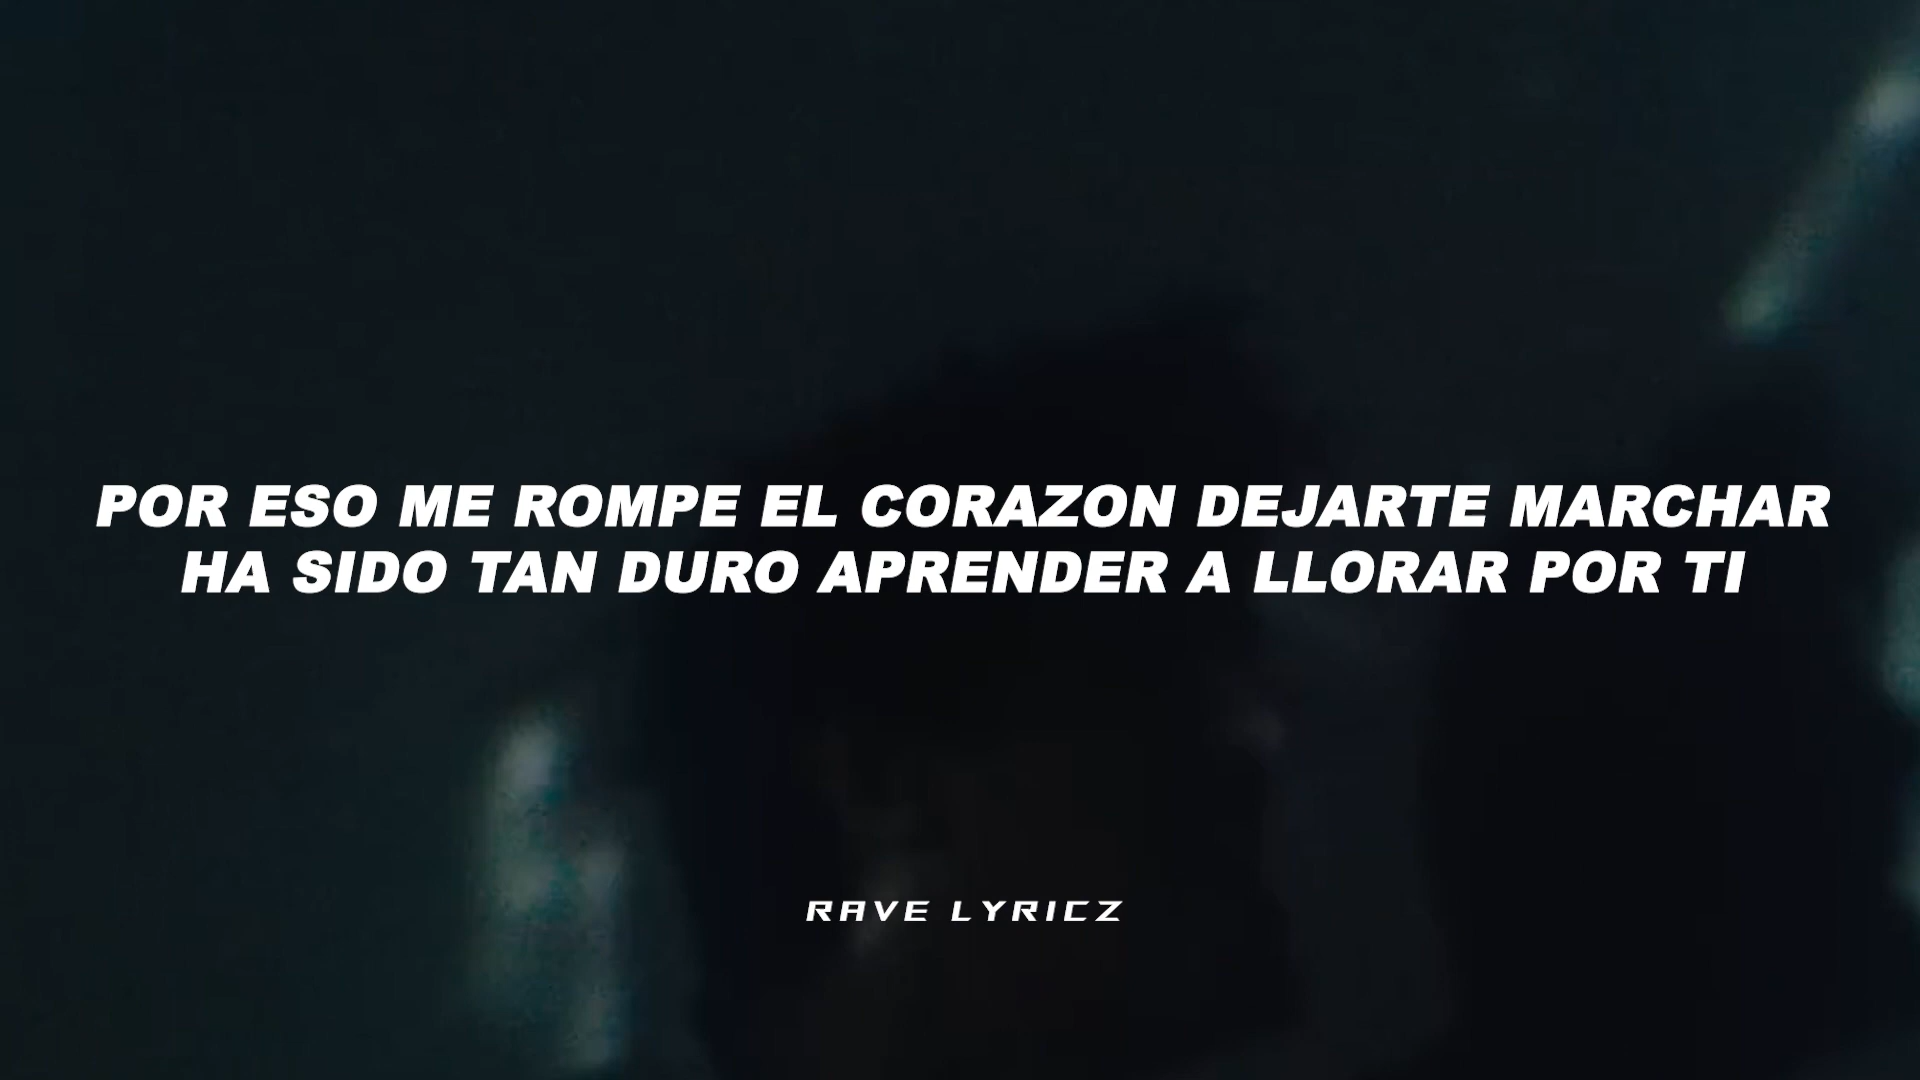 POR ESO ME ROMPE EL CORAZON DEJARTE MARCHAR
HA SIDO TAN DURO APRENDER A LLORAR POR TI
RAVE LYRICZ